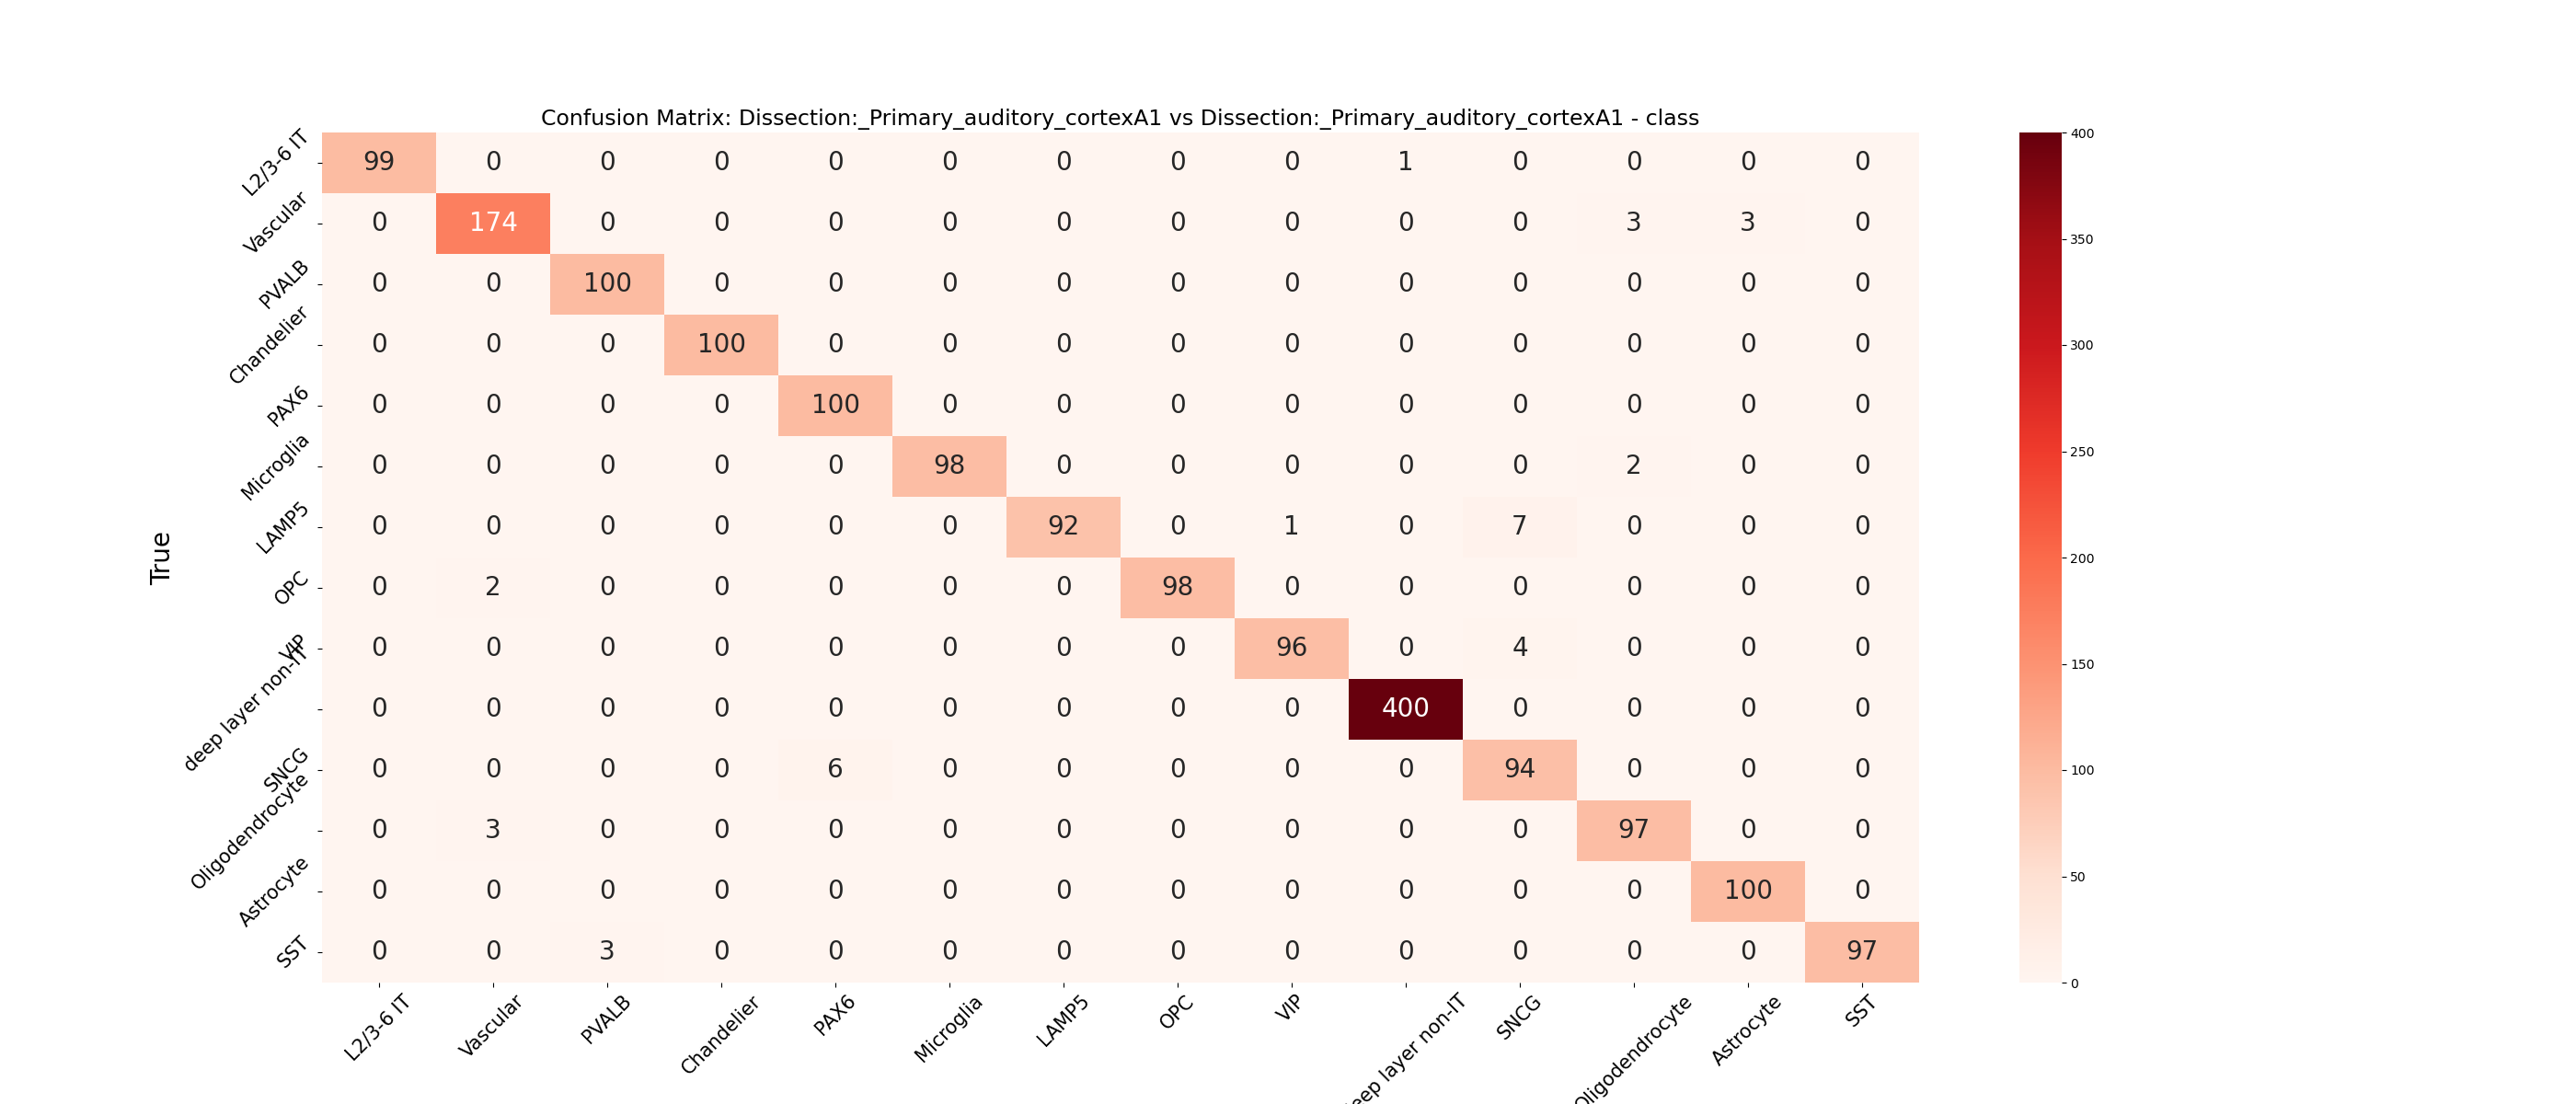 Confusion Matrix: Dissection:_Primary_auditory_cortexA1 vs Dissection:_Primary_auditory_cortexA1 - class
True
L2/3-6 IT 99 0 0 0 0 0 0 0 0 1 0 0 0 0
Vascular 0 174 0 0 0 0 0 0 0 0 0 3 3 0
PVALB 0 0 100 0 0 0 0 0 0 0 0 0 0 0
Chandelier 0 0 0 100 0 0 0 0 0 0 0 0 0 0
PAX6 0 0 0 0 100 0 0 0 0 0 0 0 0 0
Microglia 0 0 0 0 0 98 0 0 0 0 0 2 0 0
LAMP5 0 0 0 0 0 0 92 0 1 0 7 0 0 0
OPC 0 2 0 0 0 0 0 98 0 0 0 0 0 0
VIP 0 0 0 0 0 0 0 0 96 0 4 0 0 0
deep layer non-IT 0 0 0 0 0 0 0 0 0 400 0 0 0 0
SNCG 0 0 0 0 6 0 0 0 0 0 94 0 0 0
Oligodendrocyte 0 3 0 0 0 0 0 0 0 0 0 97 0 0
Astrocyte 0 0 0 0 0 0 0 0 0 0 0 0 100 0
SST 0 0 3 0 0 0 0 0 0 0 0 0 0 97
L2/3-6 IT Vascular PVALB Chandelier PAX6 Microglia LAMP5 OPC VIP eep layer non-IT SNCG Oligodendrocyte Astrocyte SST
400
350
300
250
200
150
100
50
0